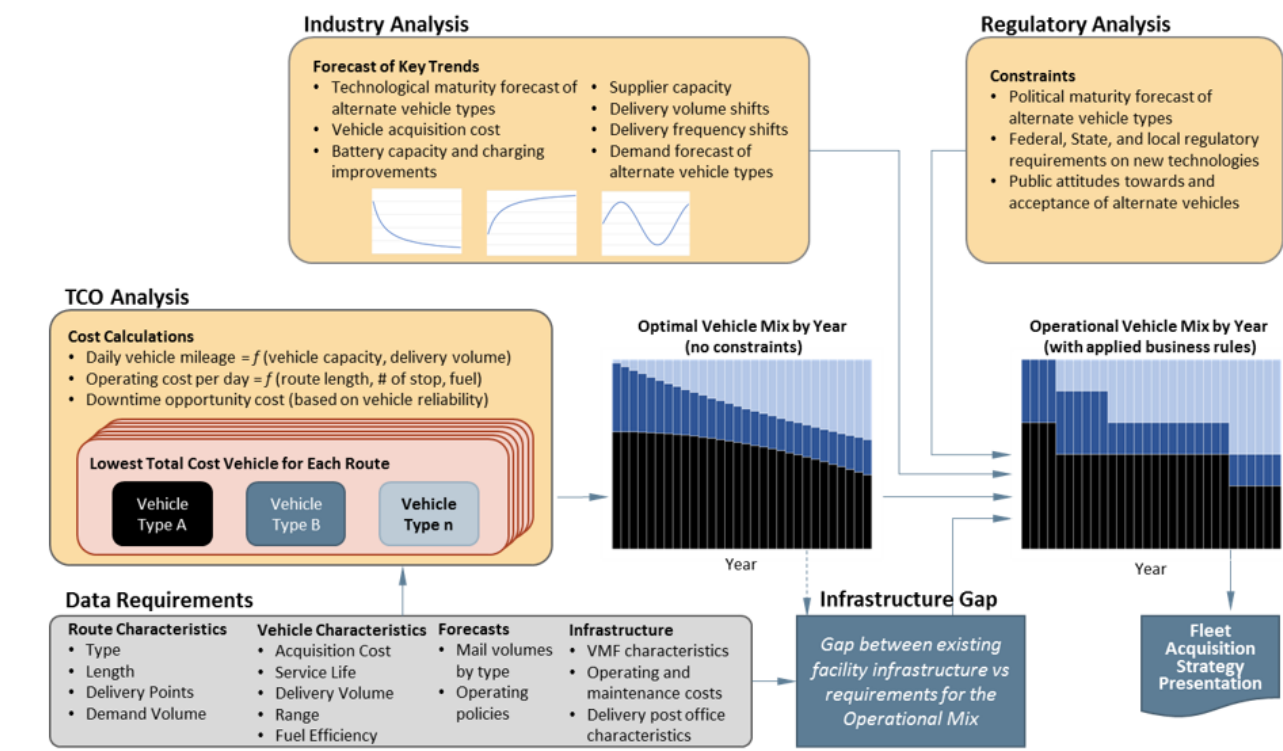 Industry Analysis
Forecast of Key Trends
• Technological maturity forecast of
alternate vehicle types
• Vehicle acquisition cost
• Battery capacity and charging
improvements
• Supplier capacity
• Delivery volume shifts
• Delivery frequency shifts
• Demand forecast of
alternate vehicle types
Regulatory Analysis
Constraints
• Political maturity forecast of
alternate vehicle types
• Federal, State, and local regulatory
requirements on new technologies
• Public attitudes towards and
acceptance of alternate vehicles
TCO Analysis
Cost Calculations
• Daily vehicle mileage = f (vehicle capacity, delivery volume)
• Operating cost per day = f (route length, # of stop, fuel)
• Downtime opportunity cost (based on vehicle reliability)
Lowest Total Cost Vehicle for Each Route
Vehicle
Type A
Vehicle
Type B
Vehicle
Type n
Optimal Vehicle Mix by Year
(no constraints)
Year
Operational Vehicle Mix by Year
(with applied business rules)
Year
Data Requirements
Route Characteristics
• Type
• Length
• Delivery Points
• Demand Volume
Vehicle Characteristics
• Acquisition Cost
• Service Life
• Delivery Volume
• Range
• Fuel Efficiency
Forecasts
• Mail volumes
by type
• Operating
policies
Infrastructure
• VMF characteristics
• Operating and
maintenance costs
• Delivery post office
characteristics
Infrastructure Gap
Gap between existing
facility infrastructure vs
requirements for the
Operational Mix
Fleet
Acquisition
Strategy
Presentation